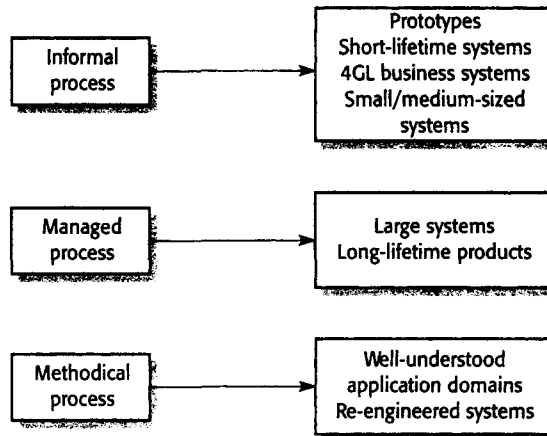 Informal
process
Prototypes
Short-lifetime systems
4GL business systems
Small/medium-sized
systems
Managed
process
Large systems
Long-lifetime products
Methodical
process
Well-understood
application domains
Re-engineered systems